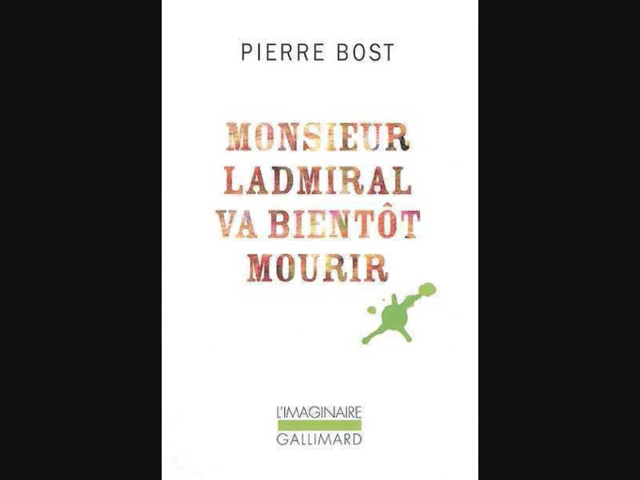 PIERRE BOST
MONSIEUR
LADMIRAL
VA BIENTÔT
MOURIR
L'IMAGINAIRE
GALLIMARD